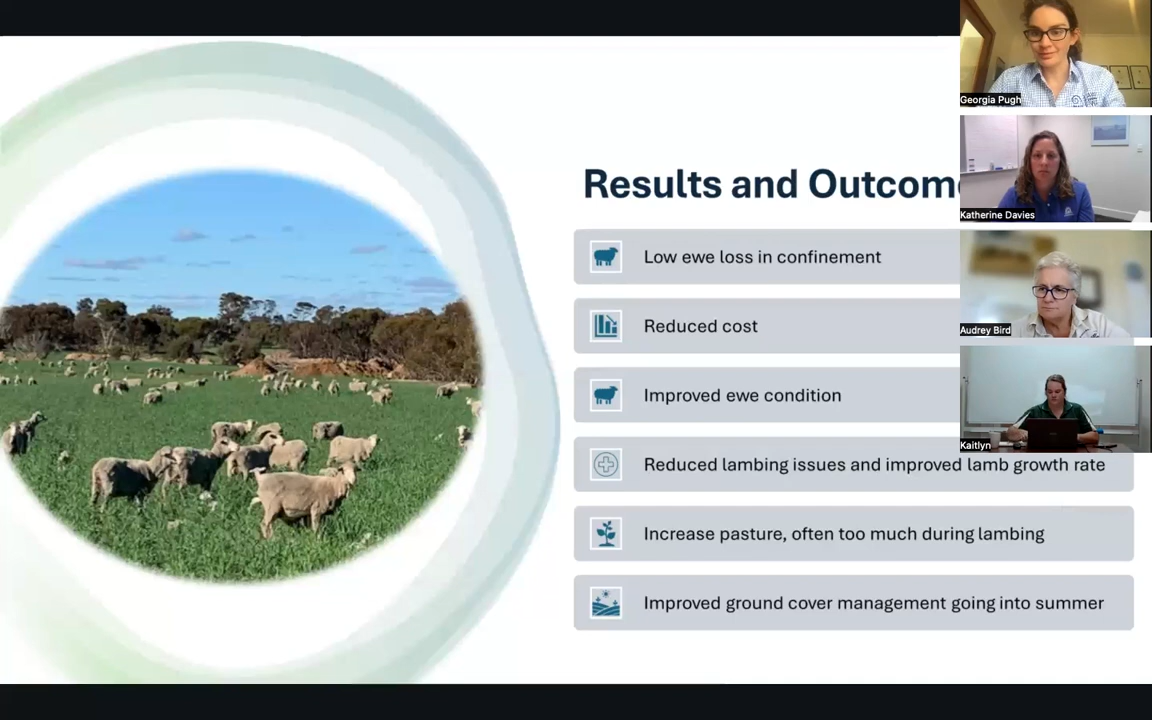 Results and Outcom
Low ewe loss in confinement
Reduced cost
Improved ewe condition
Reduced lambing issues and improved lamb growth rate
Increase pasture, often too much during lambing
Improved ground cover management going into summer
Georgia Pugh
Katherine Davies
Audrey Bird
Kaitlyn